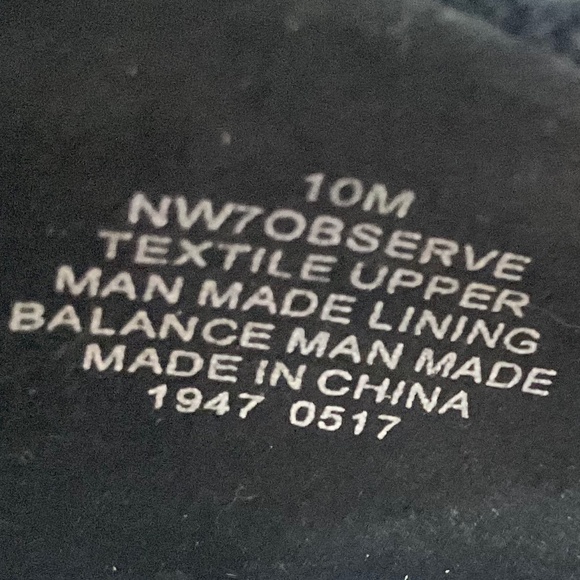 10M
NW7OBSERVE
TEXTILE UPPER
MAN MADE LINING
BALANCE MAN MADE
MADE IN CHINA
1947 0517